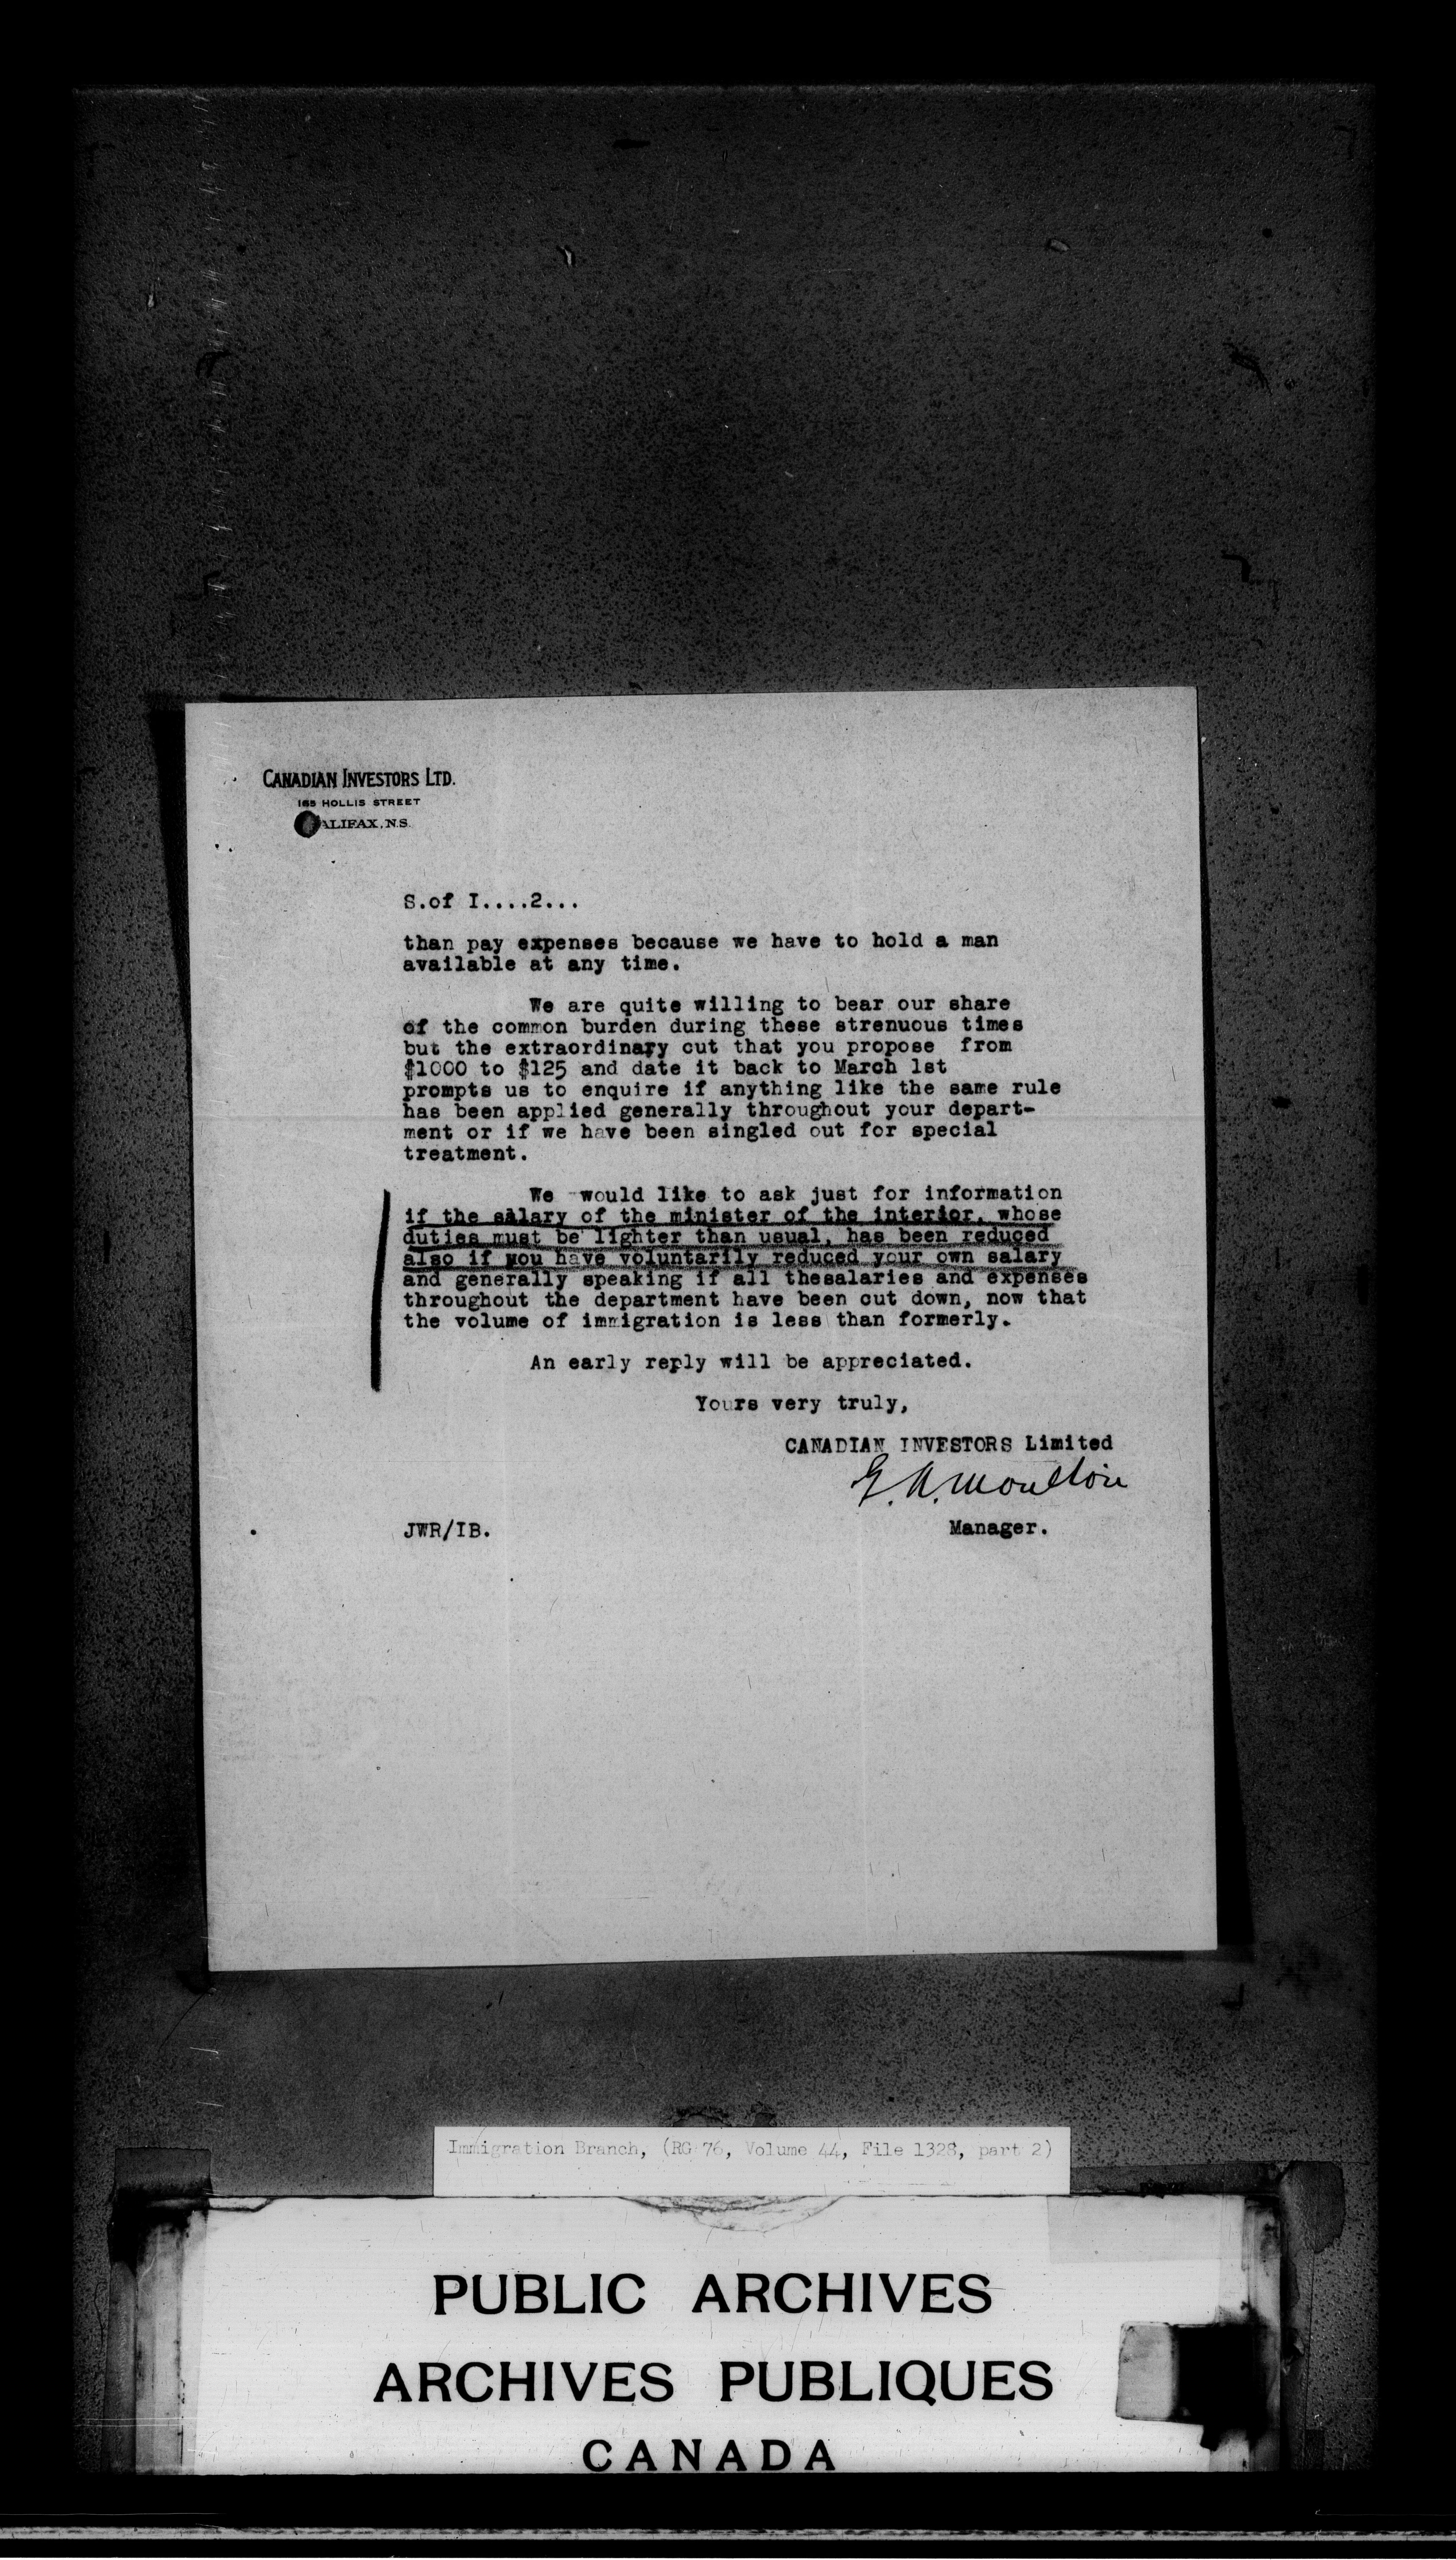 CANADIAN INVESTORS LTD.
165 HOLLIS STREET
ALIFAX, N.S.
S.of I....2...
than pay expenses because we have to hold a man
available at any time.
We are quite willing to bear our share
of the common burden during these strenuous times
but the extraordinary cut that you propose from
$1000 to $125 and date it back to March 1st
prompts us to enquire if anything like the same rule
has been applied generally throughout your depart-
ment or if we have been singled out for special
treatment.
We would like to ask just for information
if the salary of the minister of the interior, whose
duties must be lighter than usual, has been reduced
also if you have voluntarily reduced your own salary
and generally speaking if all thesalaries and expenses
throughout the department have been cut down, now that
the volume of immigration is less than formerly.
An early reply will be appreciated.
Yours very truly,
CANADIAN INVESTORS Limited
G. A. Moulton
JWR/IB. Manager.
Immigration Branch, (RG 76, Volume 44, File 1328, part 2)
PUBLIC ARCHIVES
ARCHIVES PUBLIQUES
CANADA